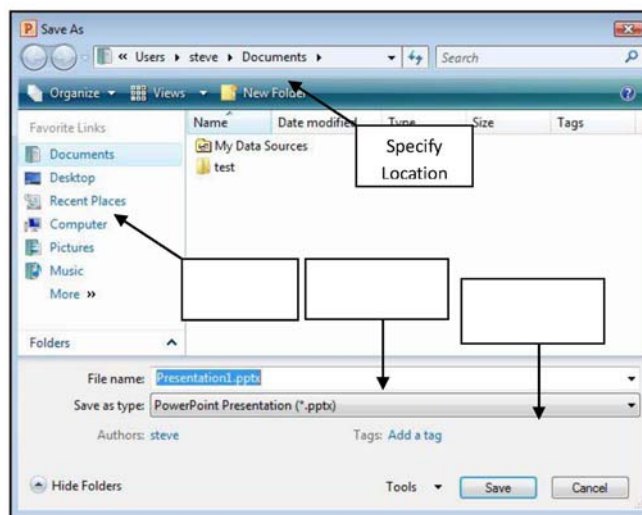 Save As
« Users ▸ steve ▸ Documents ▸ Search
Organize Views New Folder
Favorite Links
Documents
Desktop
Recent Places
Computer
Pictures
Music
More »
Folders
Name Date modified Type Size Tags
My Data Sources
test
Specify
Location
File name: Presentation1.pptx
Save as type: PowerPoint Presentation (*.pptx)
Authors: steve Tags: Add a tag
Hide Folders Tools Save Cancel